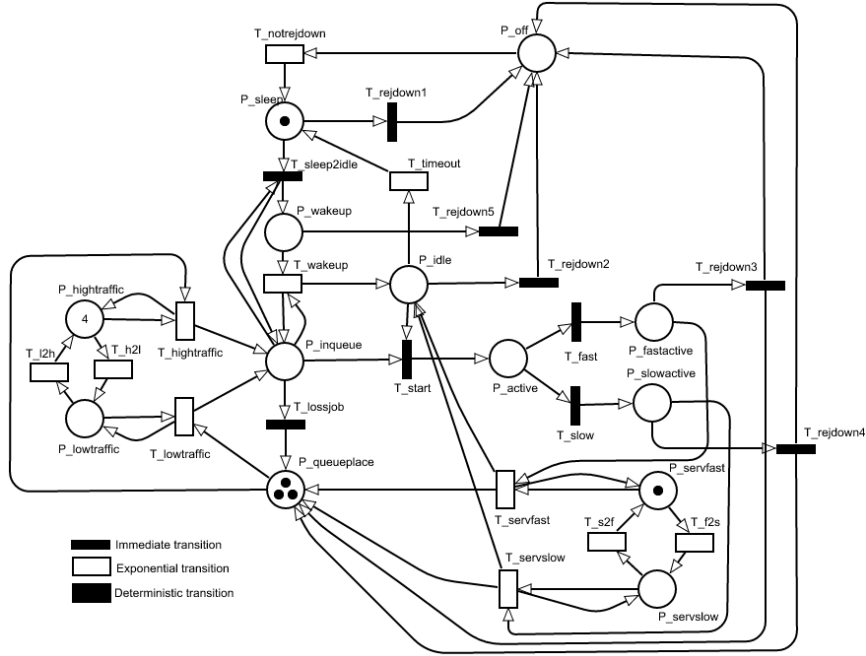 T_notrejdown
P_off
P_sleep
T_rejdown1
T_sleep2idle
T_timeout
P_wakeup
T_rejdown5
T_wakeup
P_idle
T_rejdown2
T_rejdown3
P_hightraffic
4
T_hightraffic
T_l2h
T_h2l
P_inqueue
T_start
P_active
T_fast
P_fastactive
P_slowactive
T_slow
T_lossjob
T_rejdown4
P_lowtraffic
T_lowtraffic
P_queueplace
P_servfast
T_servfast
T_s2f
T_f2s
T_servslow
P_servslow
Immediate transition
Exponential transition
Deterministic transition